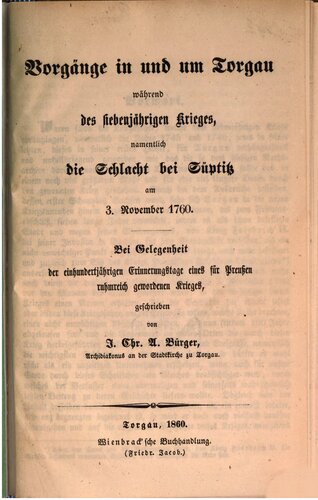 Vorgänge in und um Torgau
während
des siebenjährigen Krieges,
namentlich
die Schlacht bei Süptitz
am
3. November 1760.
Bei Gelegenheit
der einhundertjährigen Erinnerungstage eines für Preußen
ruhmreich gewordenen Krieges,
geschrieben
von
J. Chr. A. Bürger,
Archidiakonus an der Stadtkirche zu Torgau.
Torgau, 1860.
Wienbrack'sche Buchhandlung.
(Friedr. Jacob.)